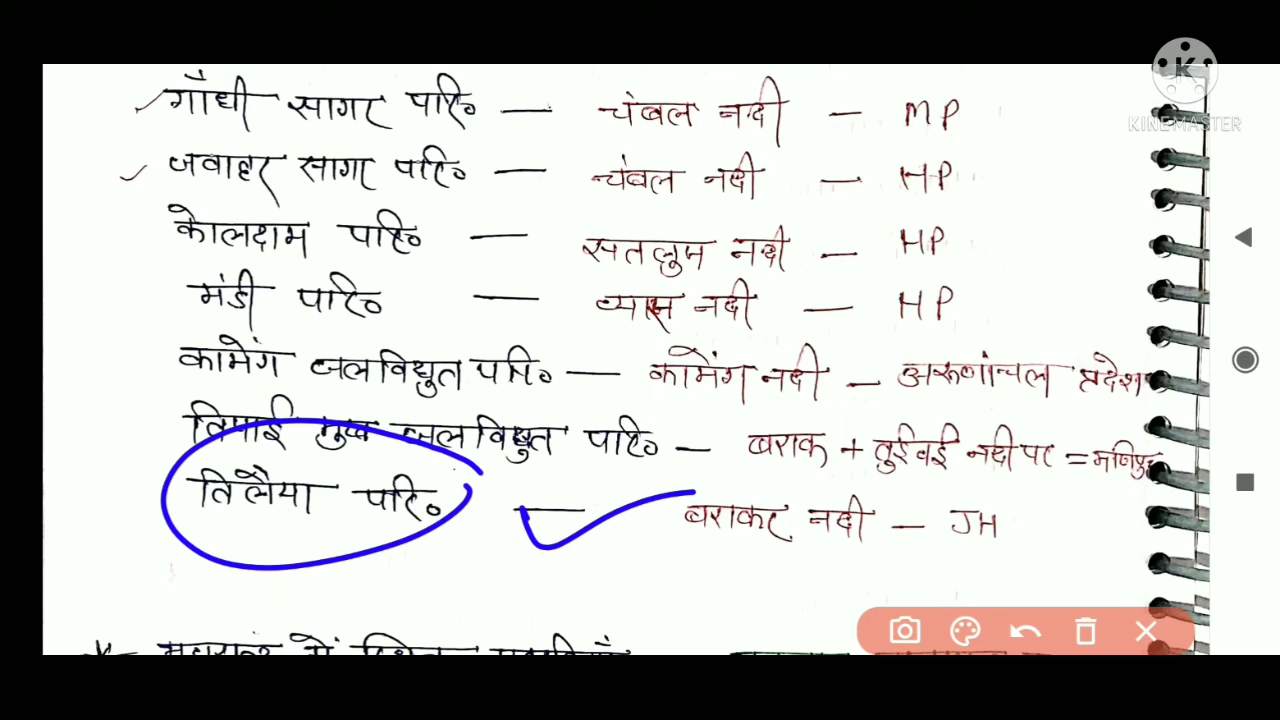 गाँधी सागर परि० — चंबल नदी — MP
जवाहर सागर परि० — चंबल नदी — HP
कोलदाम परि० — सतलुज नदी — HP
मंडी परि० — व्यास नदी — HP
कामेंग जलविद्युत परि० — कामेंग नदी — अरूणांचल प्रदेश
तिपाई मुख जलविद्युत परि० — बराक + तुईवई नदी पर = मणिपुर
तिलैया परि० — बराकर नदी — JH
KINEMASTER